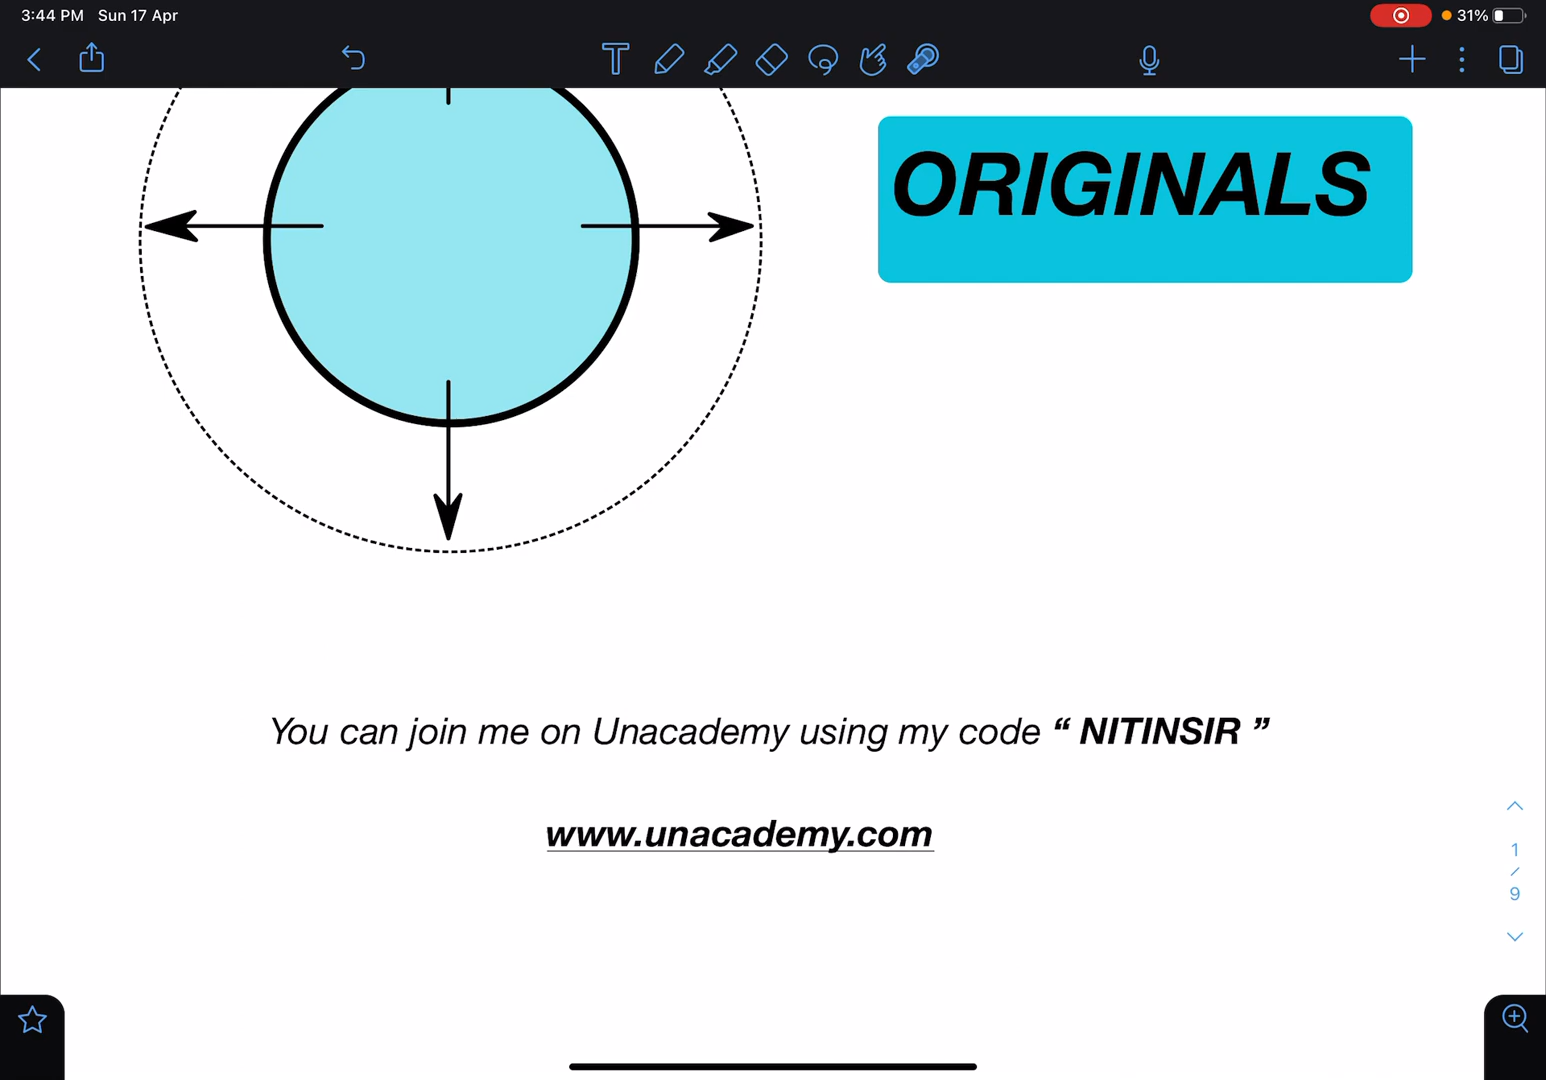 3:44 PM Sun 17 Apr
31%
ORIGINALS
You can join me on Unacademy using my code “ NITINSIR ”
www.unacademy.com
1
/
9